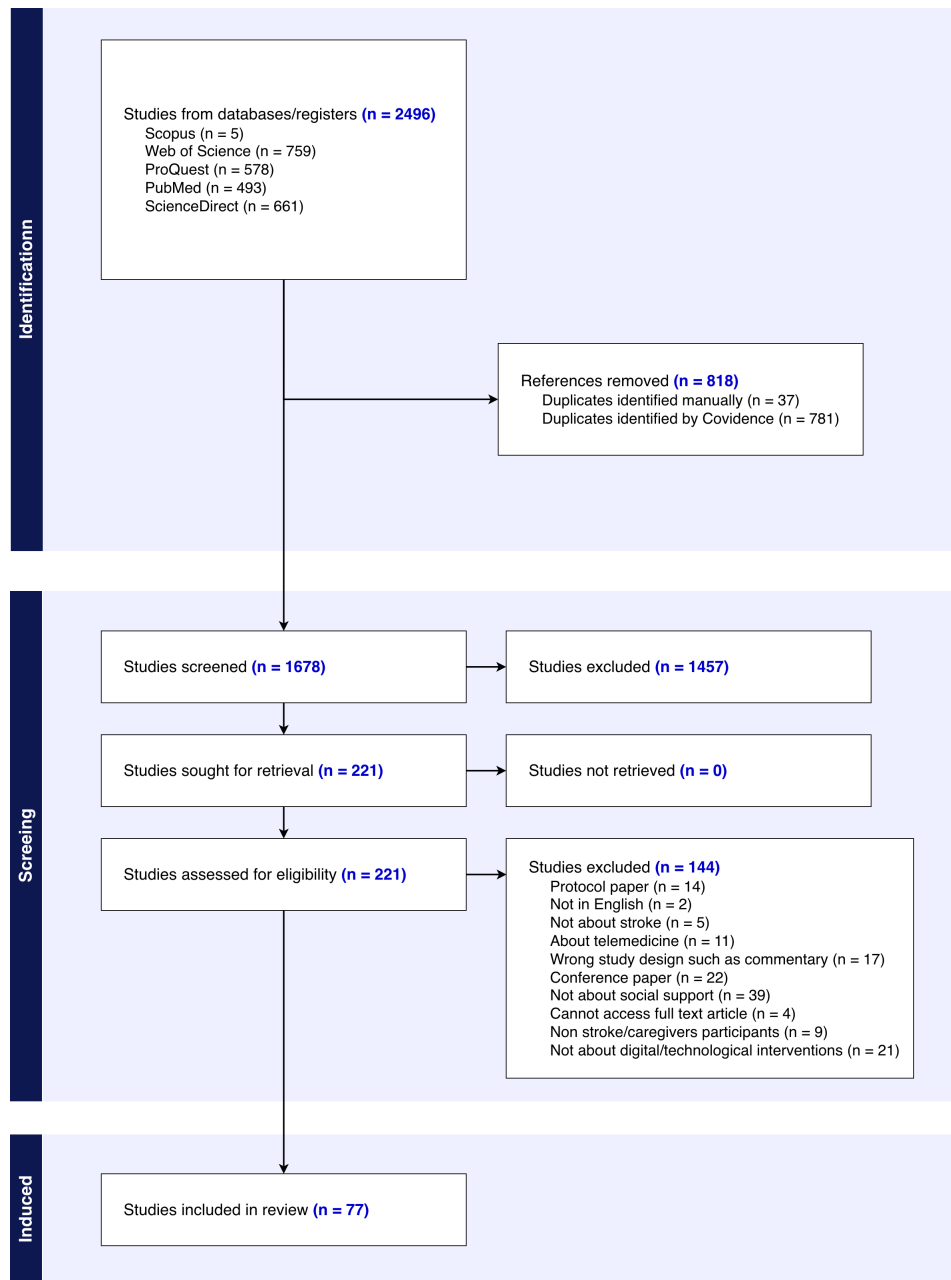 Identificationn
Studies from databases/registers (n = 2496)
Scopus (n = 5)
Web of Science (n = 759)
ProQuest (n = 578)
PubMed (n = 493)
ScienceDirect (n = 661)
References removed (n = 818)
Duplicates identified manually (n = 37)
Duplicates identified by Covidence (n = 781)
Screeing
Studies screened (n = 1678)
Studies excluded (n = 1457)
Studies sought for retrieval (n = 221)
Studies not retrieved (n = 0)
Studies assessed for eligibility (n = 221)
Studies excluded (n = 144)
Protocol paper (n = 14)
Not in English (n = 2)
Not about stroke (n = 5)
About telemedicine (n = 11)
Wrong study design such as commentary (n = 17)
Conference paper (n = 22)
Not about social support (n = 39)
Cannot access full text article (n = 4)
Non stroke/caregivers participants (n = 9)
Not about digital/technological interventions (n = 21)
Induced
Studies included in review (n = 77)